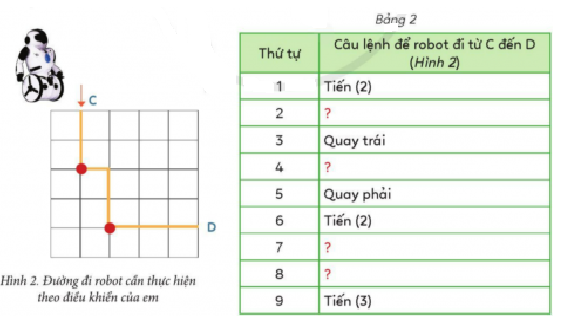 Bảng 2
Thứ tự
Câu lệnh để robot đi từ C đến D
(Hình 2)
1 Tiến (2)
2 ?
3 Quay trái
4 ?
5 Quay phải
6 Tiến (2)
7 ?
8 ?
9 Tiến (3)
C
D
Hình 2. Đường đi robot cần thực hiện
theo điều khiển của em